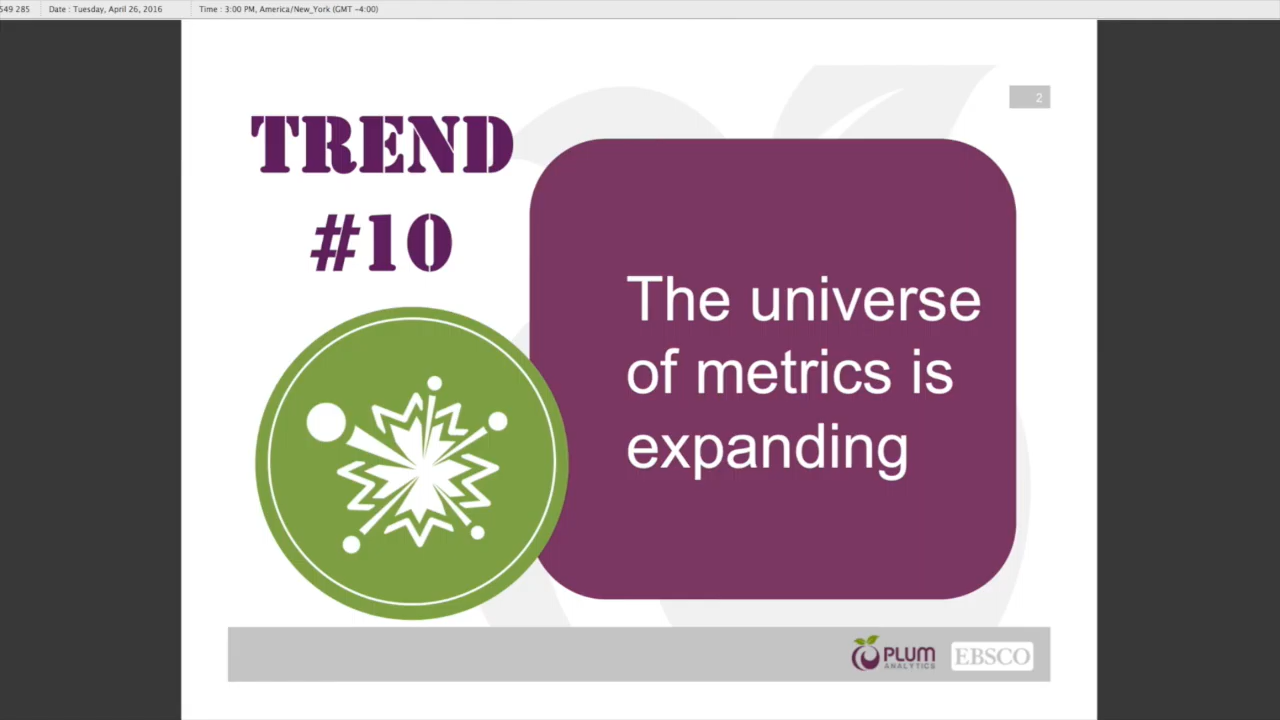 549 285 Date : Tuesday, April 26, 2016 Time : 3:00 PM, America/New_York (GMT -4:00)
2
TREND
#10
The universe
of metrics is
expanding
PLUM
ANALYTICS
EBSCO